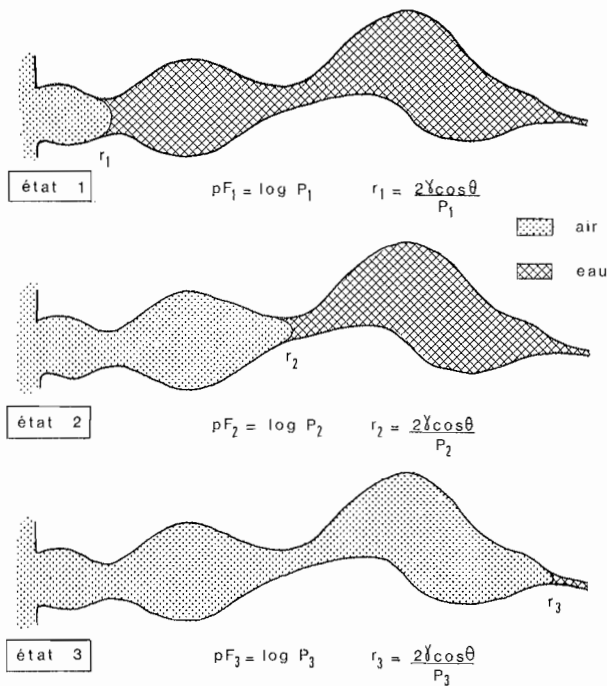 r₁
état 1
pF₁ = log P₁
r₁ = 2γcosθ / P₁
air
eau
r₂
état 2
pF₂ = log P₂
r₂ = 2γcosθ / P₂
r₃
état 3
pF₃ = log P₃
r₃ = 2γcosθ / P₃